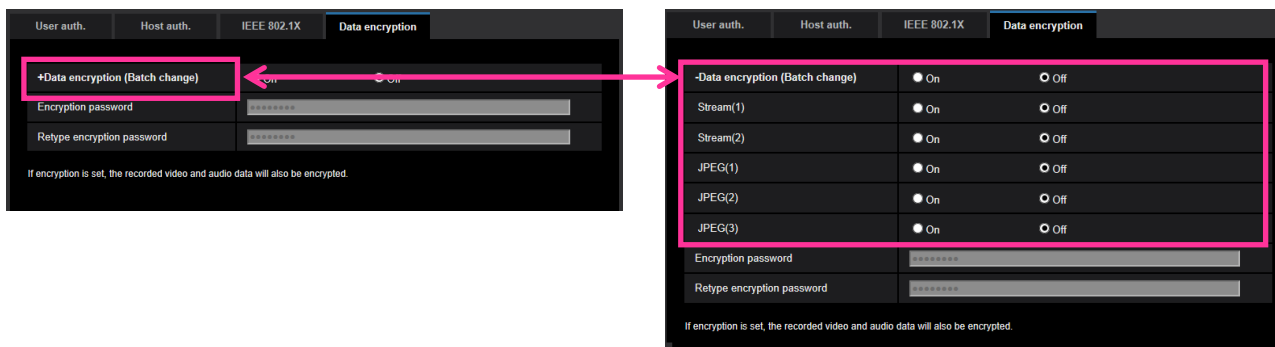 User auth. Host auth. IEEE 802.1X Data encryption
+Data encryption (Batch change) On Off
Encryption password
Retype encryption password
If encryption is set, the recorded video and audio data will also be encrypted.
User auth. Host auth. IEEE 802.1X Data encryption
-Data encryption (Batch change) On Off
Stream(1) On Off
Stream(2) On Off
JPEG(1) On Off
JPEG(2) On Off
JPEG(3) On Off
Encryption password
Retype encryption password
If encryption is set, the recorded video and audio data will also be encrypted.